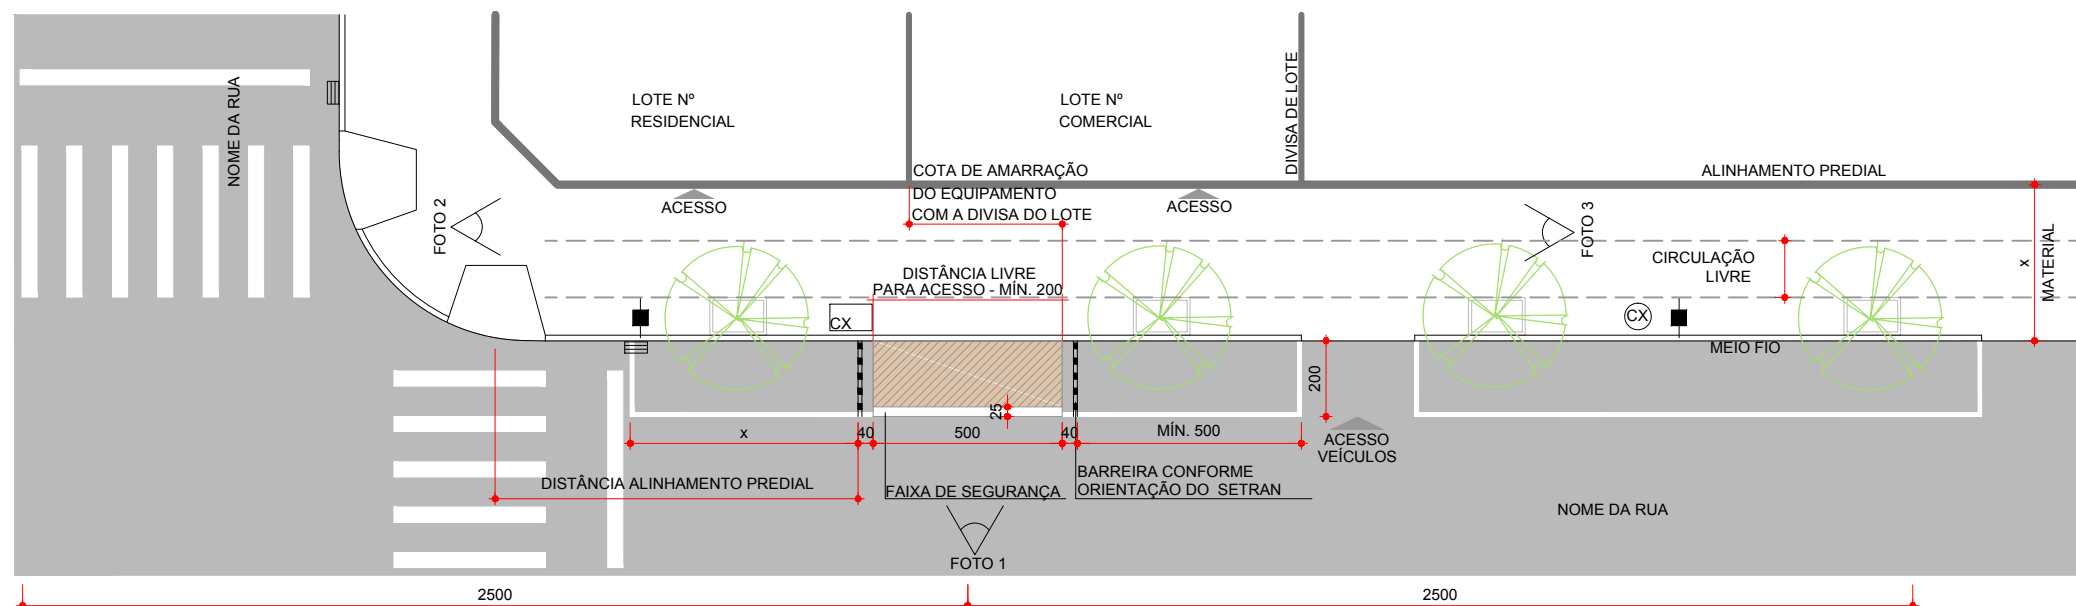 NOME DA RUA
LOTE Nº
RESIDENCIAL
LOTE Nº
COMERCIAL
DIVISA DE LOTE
COTA DE AMARRAÇÃO
DO EQUIPAMENTO
COM A DIVISA DO LOTE
ALINHAMENTO PREDIAL
ACESSO
ACESSO
FOTO 2
FOTO 3
CIRCULAÇÃO
LIVRE
x
MATERIAL
DISTÂNCIA LIVRE
PARA ACESSO - MÍN. 200
CX
CX
MEIO FIO
200
25
x
40
500
40
MÍN. 500
ACESSO
VEÍCULOS
DISTÂNCIA ALINHAMENTO PREDIAL
FAIXA DE SEGURANÇA
BARREIRA CONFORME
ORIENTAÇÃO DO SETRAN
NOME DA RUA
FOTO 1
2500
2500